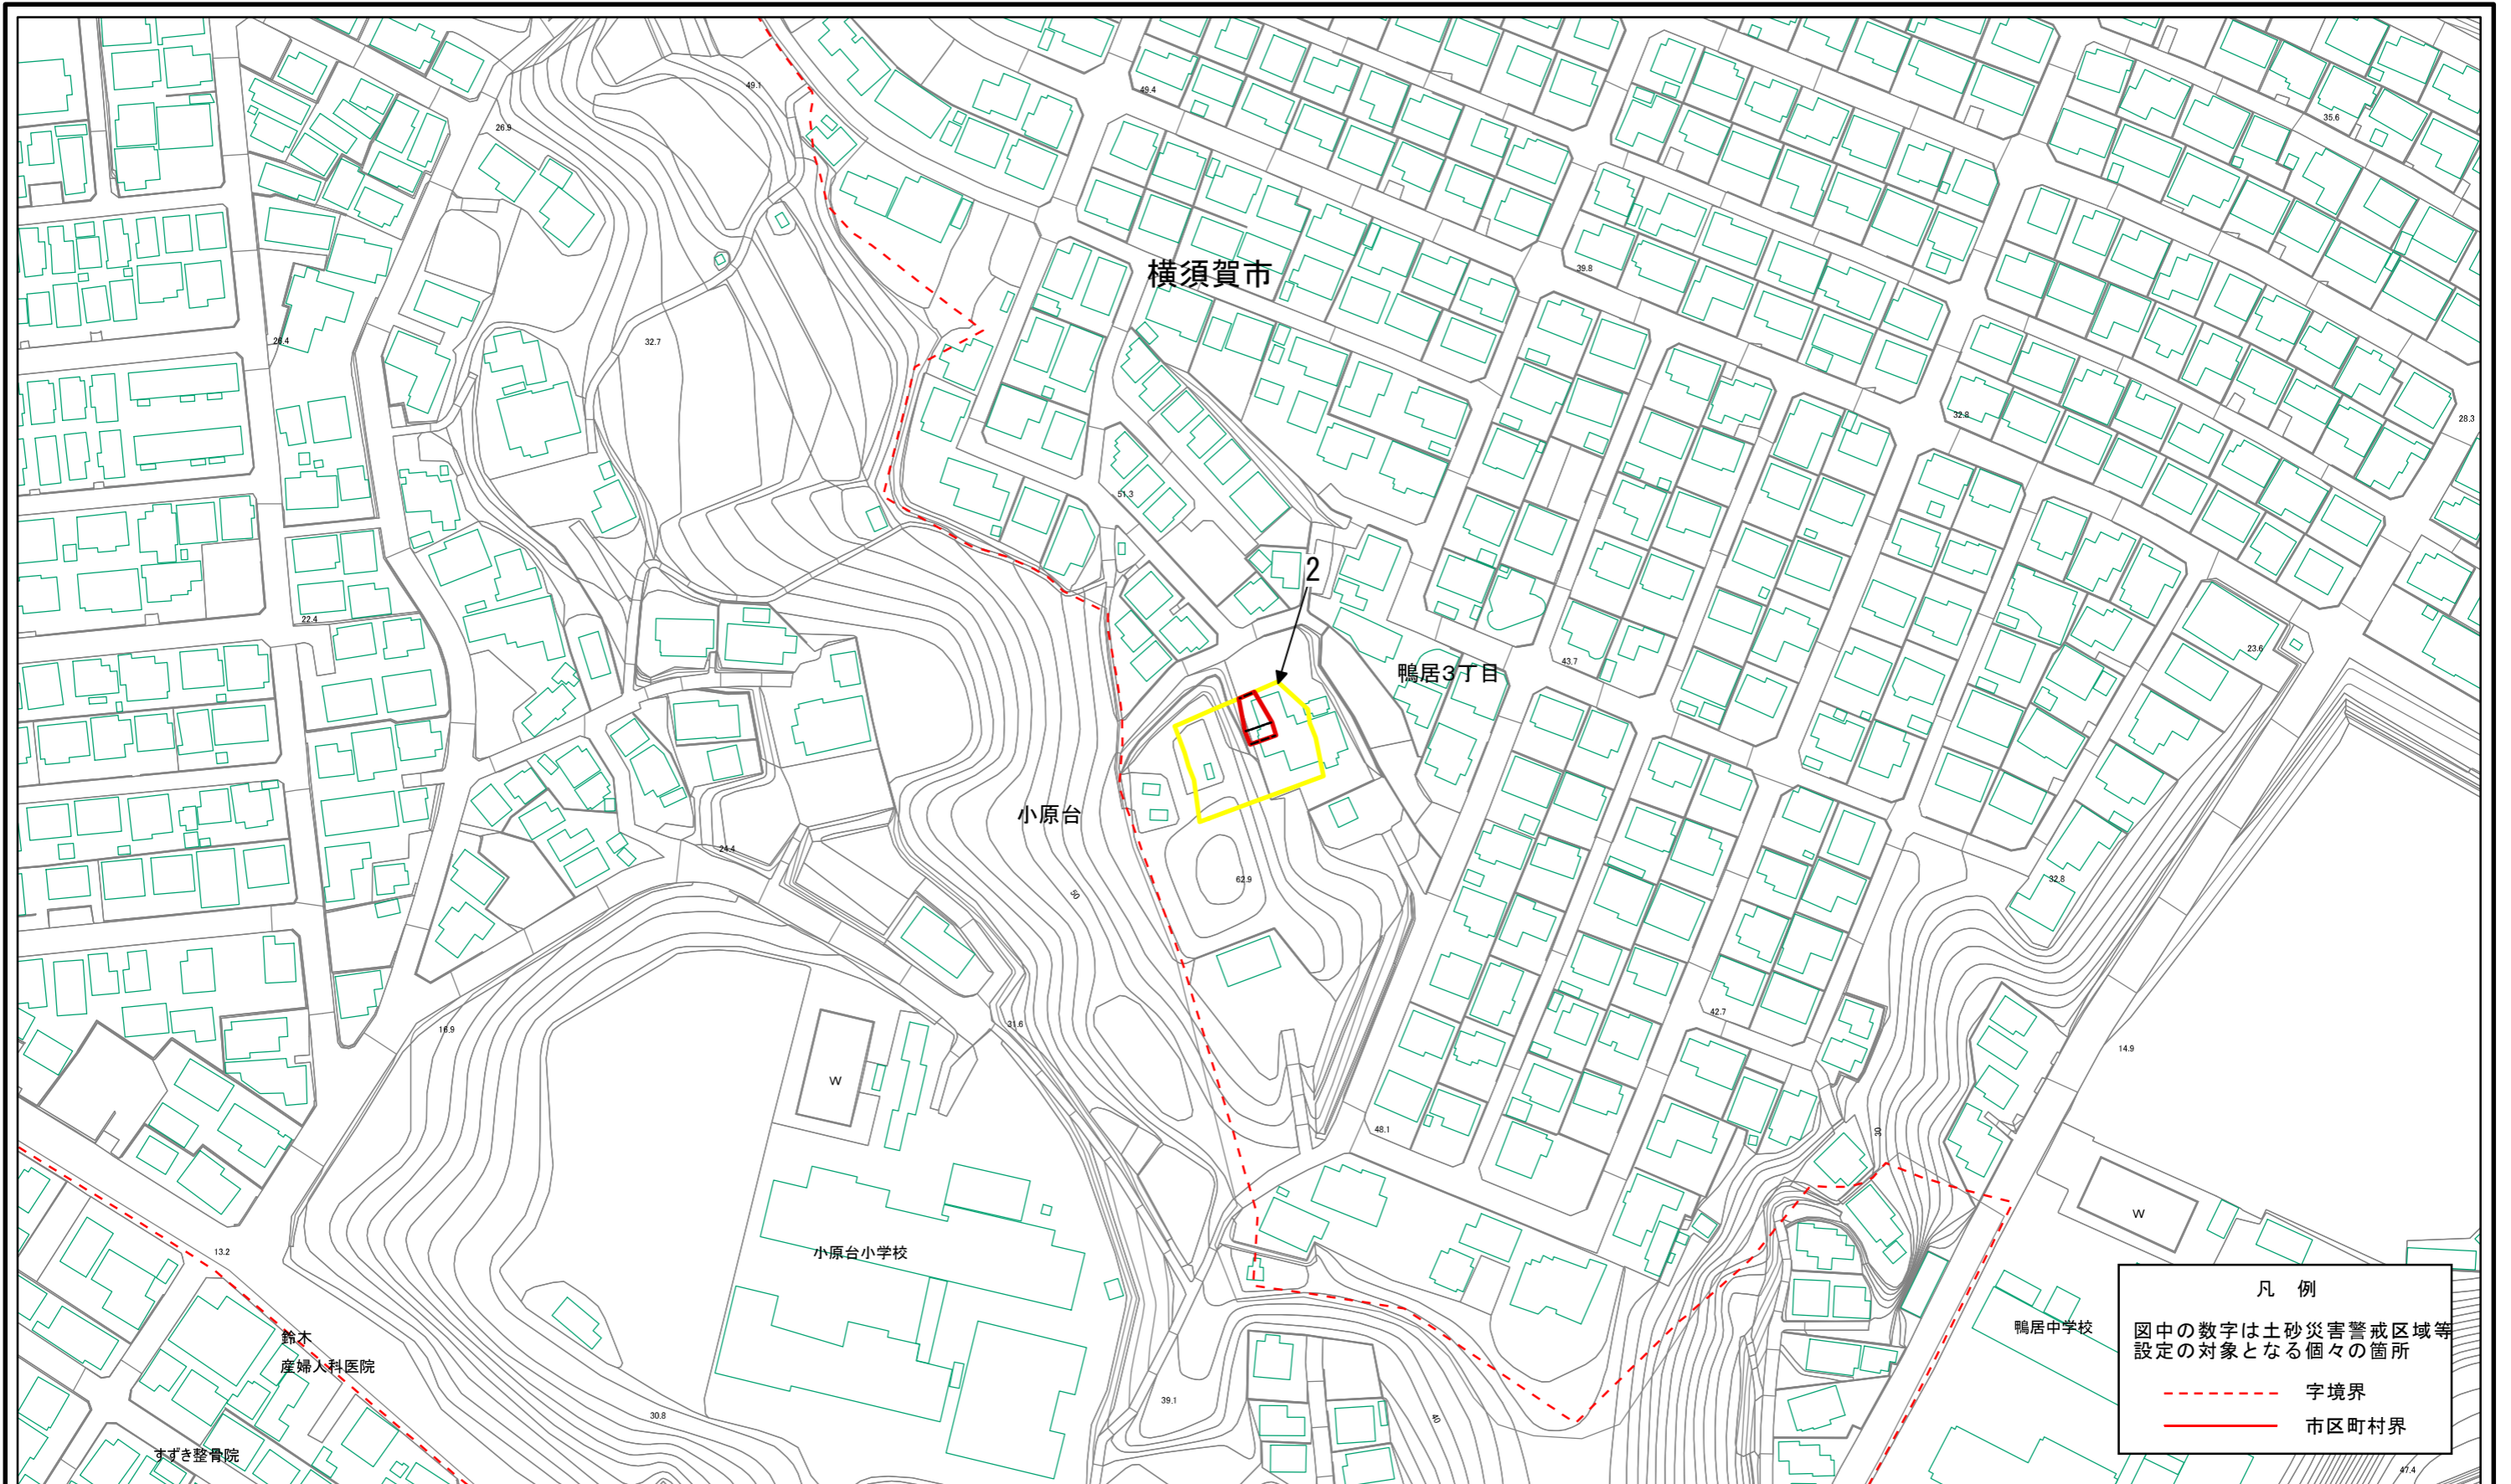 49.1
49.4
35.6
26.9
横須賀市
39.8
26.4
32.7
32.8
28.3
51.3
2
22.4
23.6
43.7
鴨居3丁目
小原台
24.4
62.9
32.8
50
16.9
31.6
42.7
14.9
W
48.1
30
W
13.2
小原台小学校
鈴木
産婦人科医院
鴨居中学校
39.1
30.8
40
すずき整骨院
47.4
凡 例
図中の数字は土砂災害警戒区域等
設定の対象となる個々の箇所
字境界
市区町村界